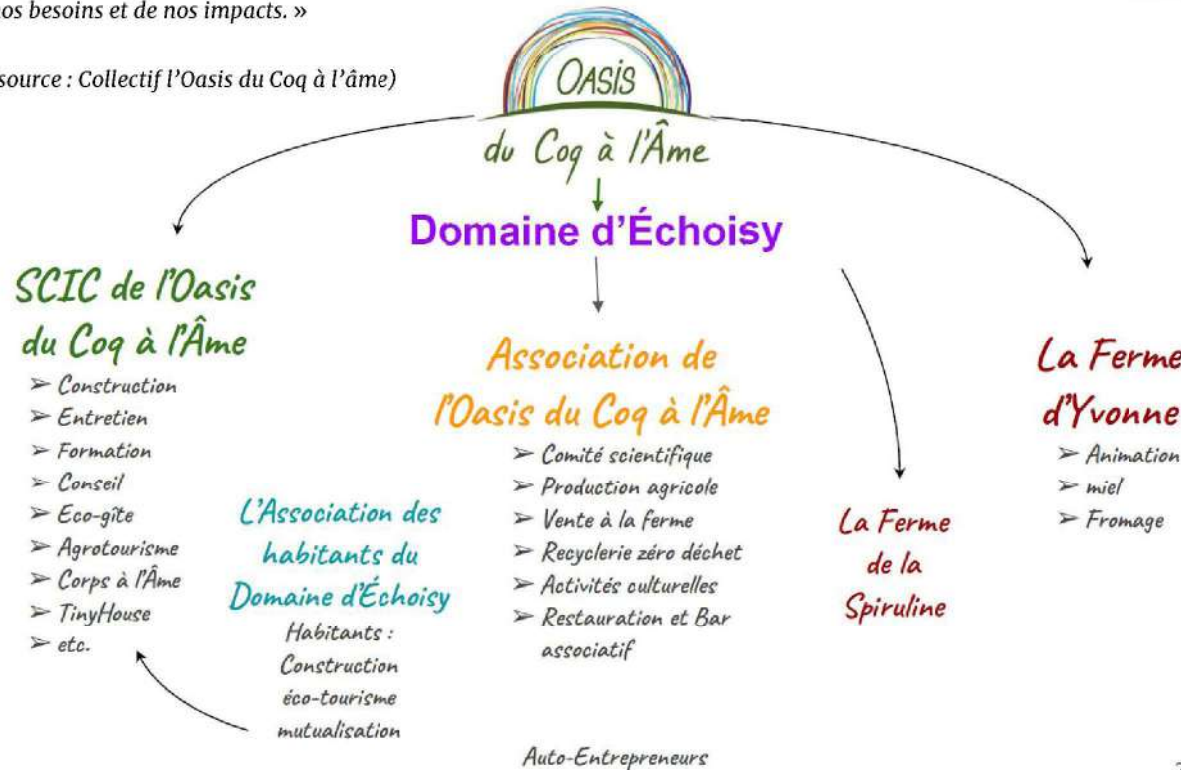 nos besoins et de nos impacts. »
source : Collectif l'Oasis du Coq à l'âme)
OASIS
du Coq à l'Âme
Domaine d'Échoisy
SCIC de l'Oasis
du Coq à l'Âme
➢ Construction
➢ Entretien
➢ Formation
➢ Conseil
➢ Eco-gîte
➢ Agrotourisme
➢ Corps à l'Âme
➢ TinyHouse
➢ etc.
L'Association des
habitants du
Domaine d'Échoisy
Habitants :
Construction
éco-tourisme
mutualisation
Association de
l'Oasis du Coq à l'Âme
➢ Comité scientifique
➢ Production agricole
➢ Vente à la ferme
➢ Recyclerie zéro déchet
➢ Activités culturelles
➢ Restauration et Bar
associatif
La Ferme
de la
Spiruline
La Ferme
d'Yvonne
➢ Animation
➢ miel
➢ Fromage
Auto-Entrepreneurs